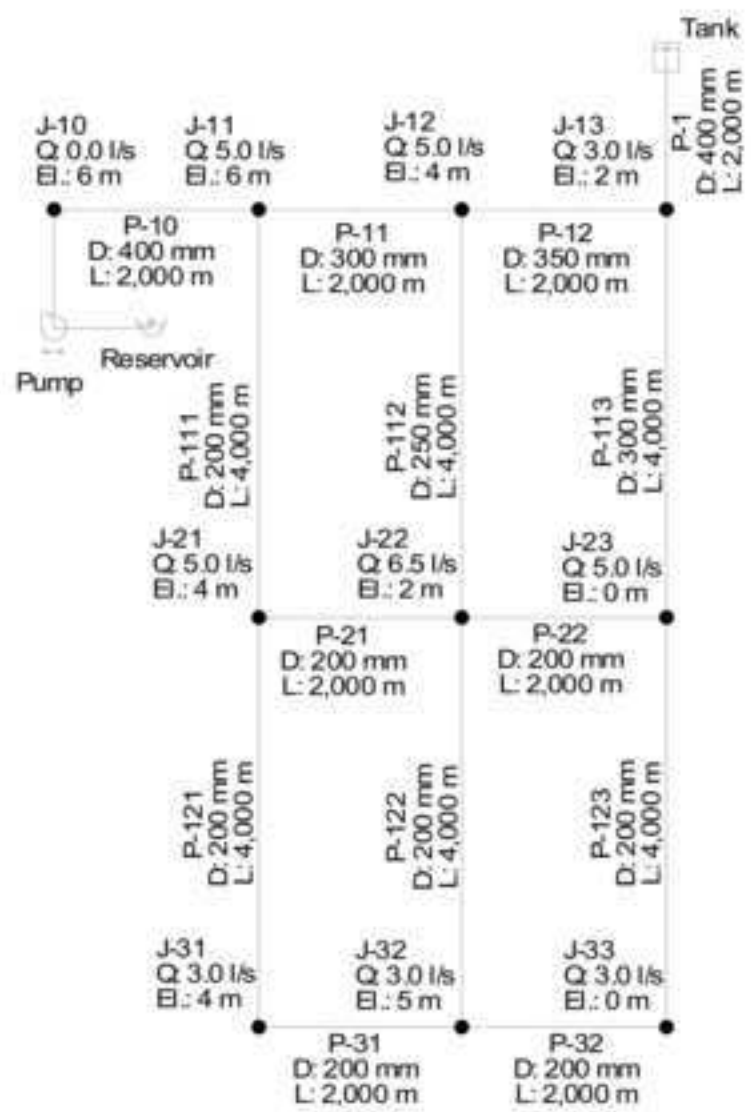 Tank
P-1
D: 400 mm
L: 2,000 m
J-10
Q: 0.0 l/s
El.: 6 m
J-11
Q: 5.0 l/s
El.: 6 m
J-12
Q: 5.0 l/s
El.: 4 m
J-13
Q: 3.0 l/s
El.: 2 m
P-10
D: 400 mm
L: 2,000 m
P-11
D: 300 mm
L: 2,000 m
P-12
D: 350 mm
L: 2,000 m
Reservoir
Pump
P-111
D: 200 mm
L: 4,000 m
P-112
D: 250 mm
L: 4,000 m
P-113
D: 300 mm
L: 4,000 m
J-21
Q: 5.0 l/s
El.: 4 m
J-22
Q: 6.5 l/s
El.: 2 m
J-23
Q: 5.0 l/s
El.: 0 m
P-21
D: 200 mm
L: 2,000 m
P-22
D: 200 mm
L: 2,000 m
P-121
D: 200 mm
L: 4,000 m
P-122
D: 200 mm
L: 4,000 m
P-123
D: 200 mm
L: 4,000 m
J-31
Q: 3.0 l/s
El.: 4 m
J-32
Q: 3.0 l/s
El.: 5 m
J-33
Q: 3.0 l/s
El.: 0 m
P-31
D: 200 mm
L: 2,000 m
P-32
D: 200 mm
L: 2,000 m